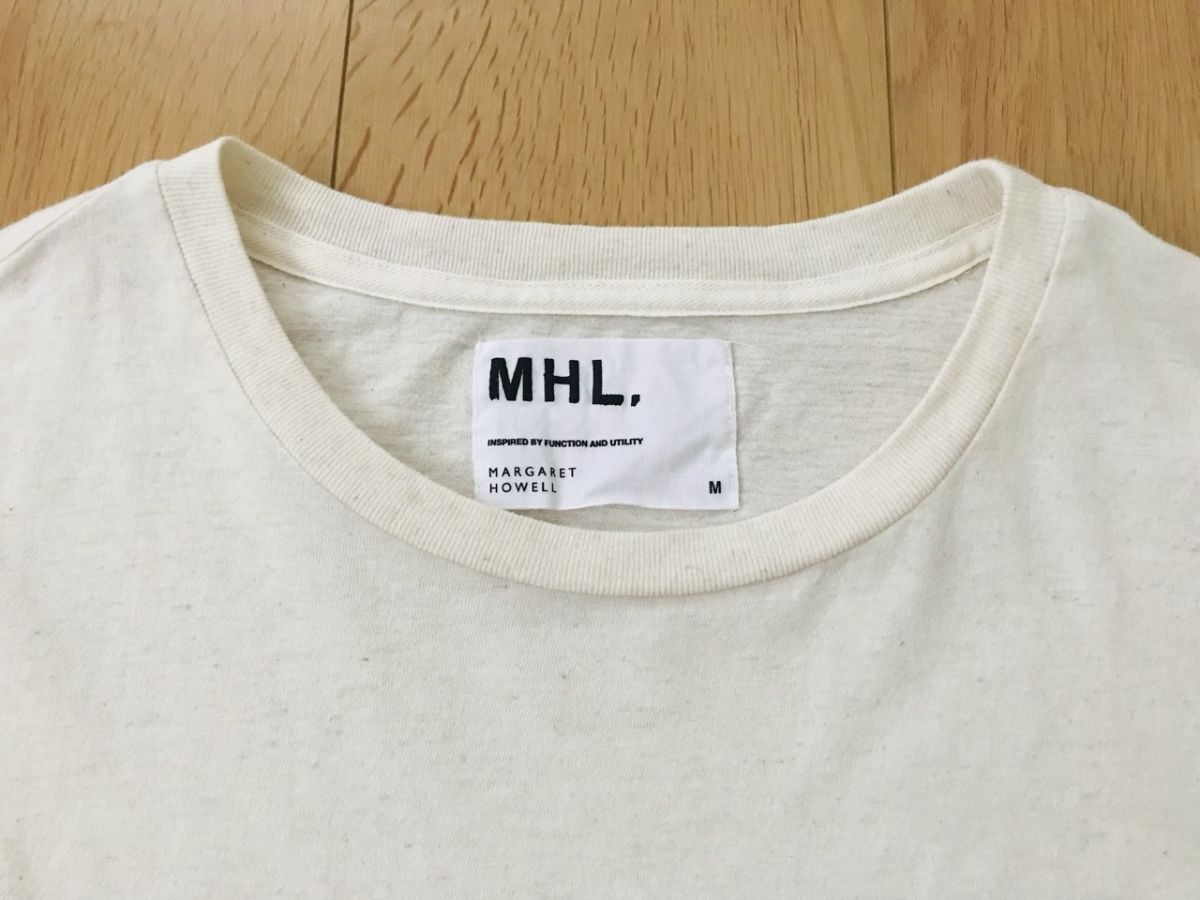 MHL.
INSPIRED BY FUNCTION AND UTILITY
MARGARET
HOWELL
M